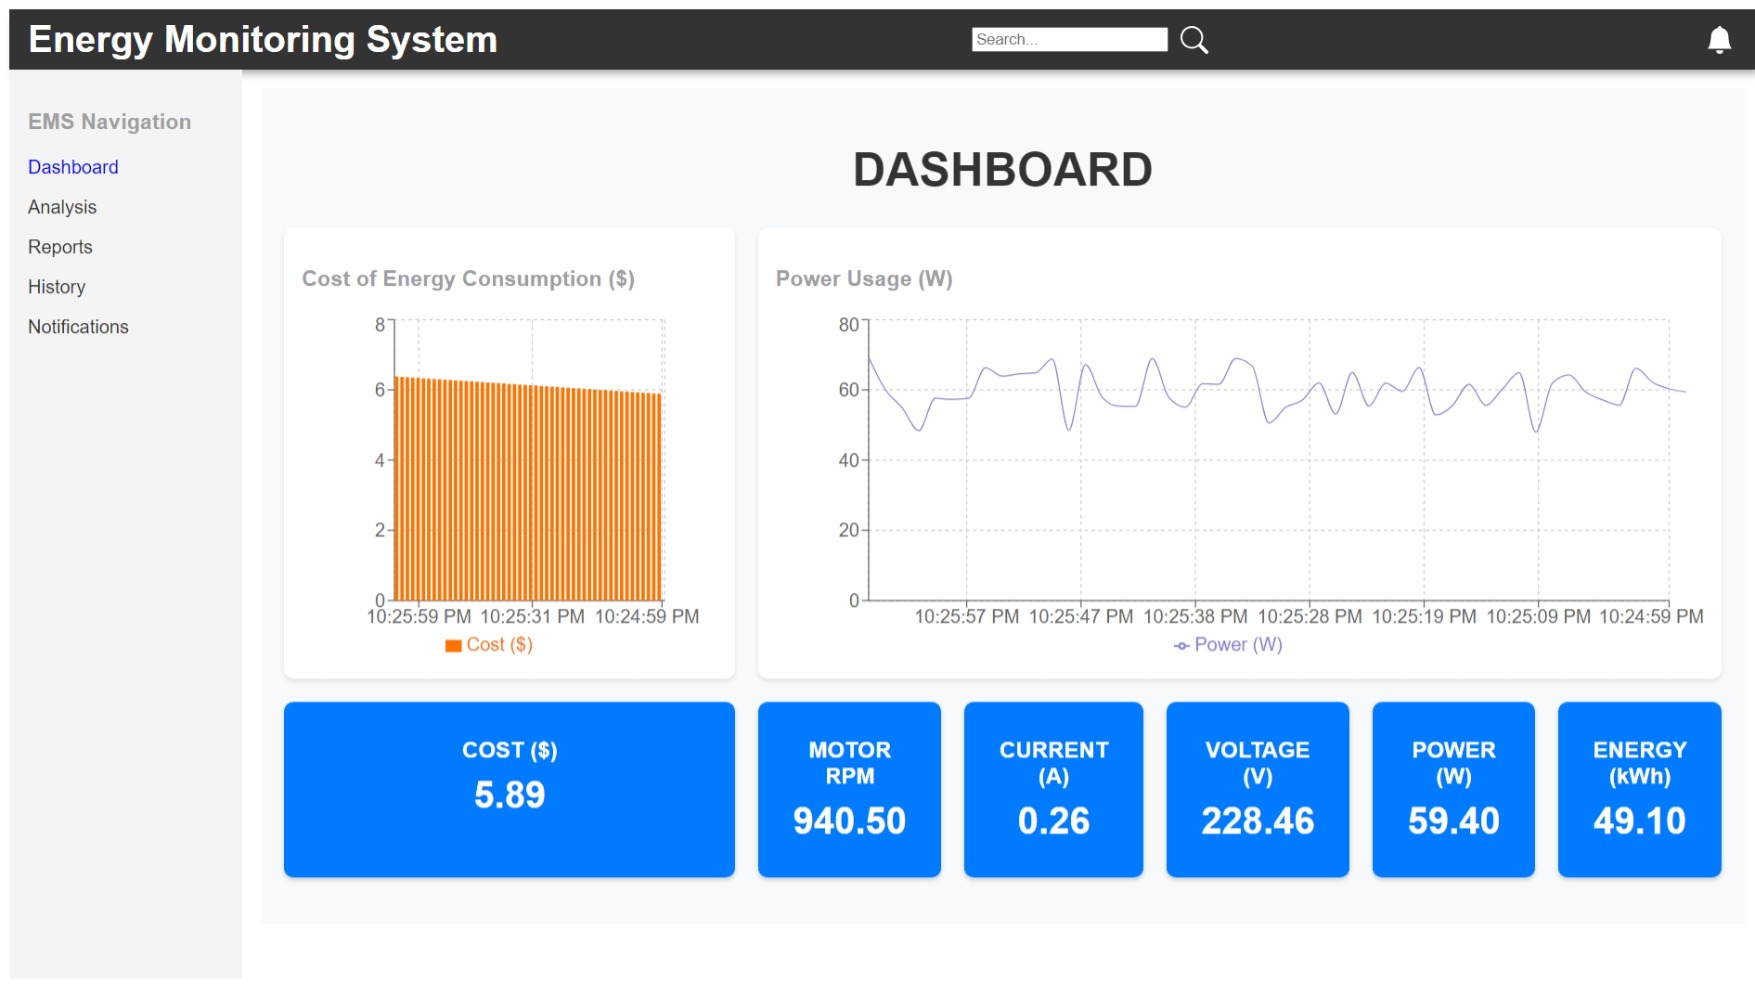 Energy Monitoring System
Search...
EMS Navigation
Dashboard
Analysis
Reports
History
Notifications
DASHBOARD
Cost of Energy Consumption ($)
8
6
4
2
0
10:25:59 PM 10:25:31 PM 10:24:59 PM
Cost ($)
Power Usage (W)
80
60
40
20
0
10:25:57 PM 10:25:47 PM 10:25:38 PM 10:25:28 PM 10:25:19 PM 10:25:09 PM 10:24:59 PM
Power (W)
COST ($)
5.89
MOTOR
RPM
940.50
CURRENT
(A)
0.26
VOLTAGE
(V)
228.46
POWER
(W)
59.40
ENERGY
(kWh)
49.10